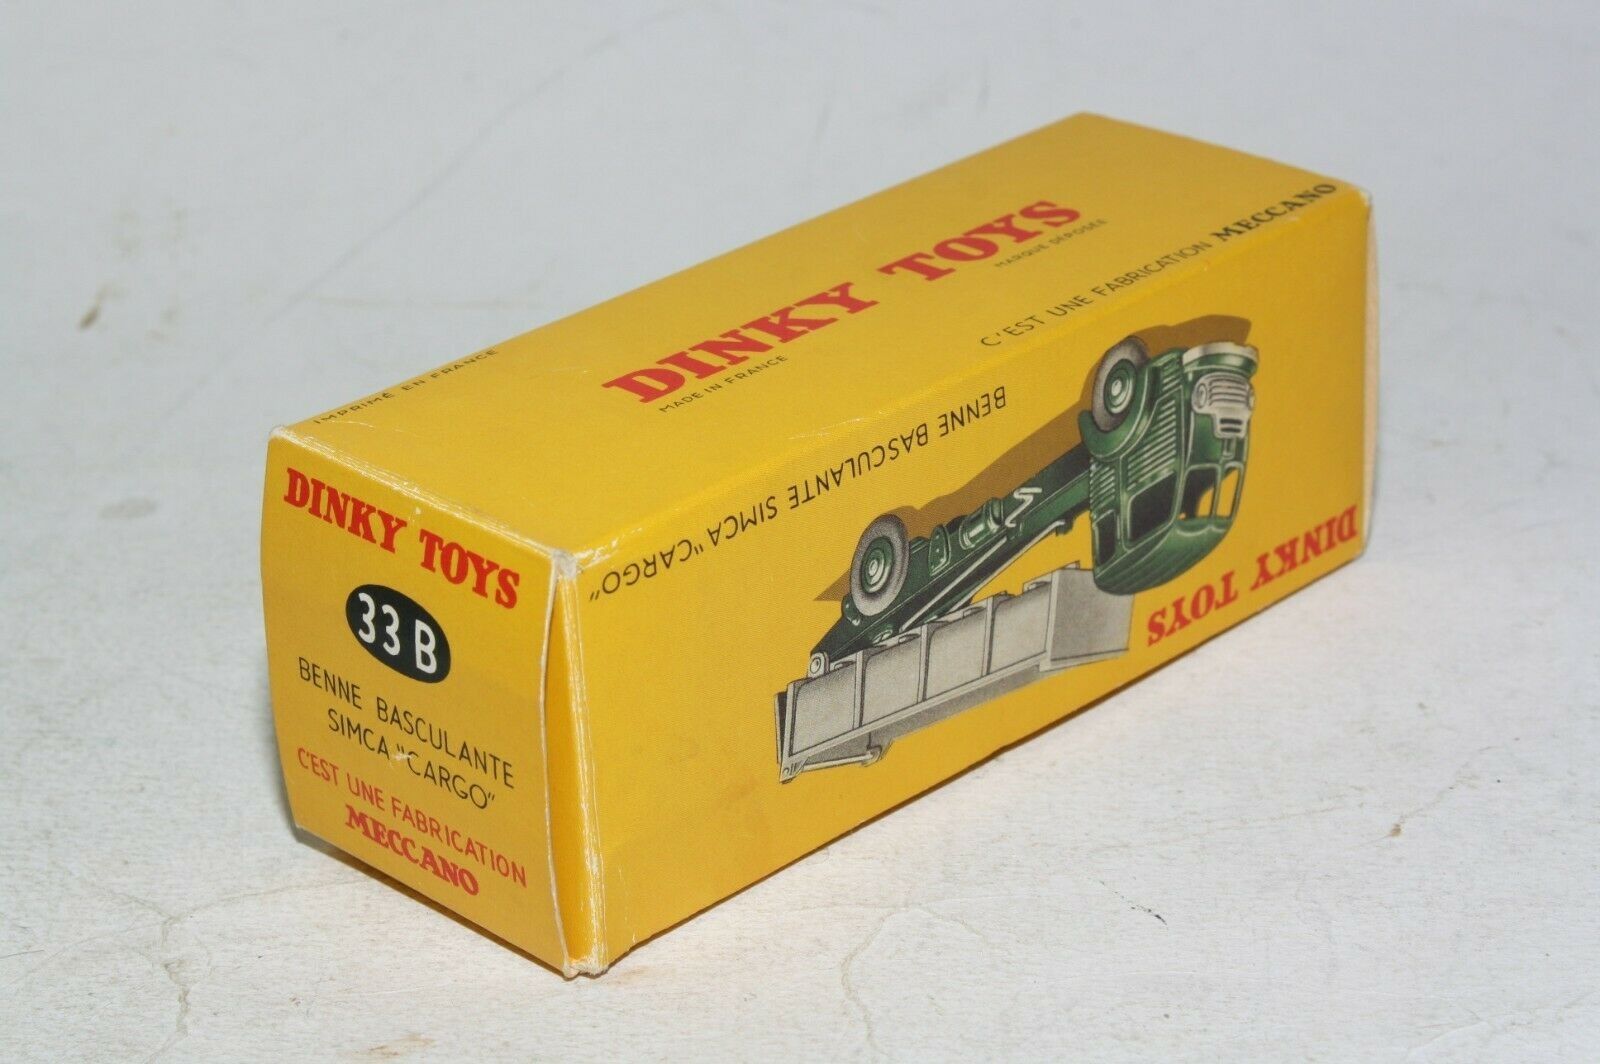 IMPRIMÉ EN FRANCE
DINKY TOYS
MADE IN FRANCE
MARQUE DÉPOSÉE
C'EST UNE FABRICATION MECCANO
DINKY TOYS
33 B
BENNE BASCULANTE
SIMCA "CARGO"
C'EST UNE FABRICATION
MECCANO
BENNE BASCULANTE SIMCA "CARGO"
DINKY TOYS